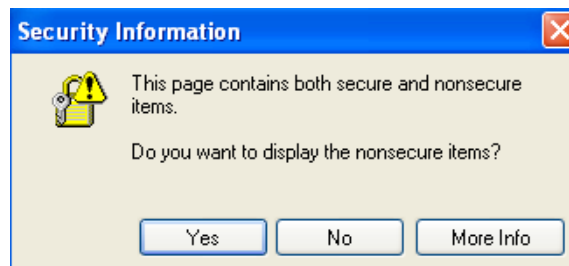 Security Information
This page contains both secure and nonsecure
items.
Do you want to display the nonsecure items?
Yes
No
More Info